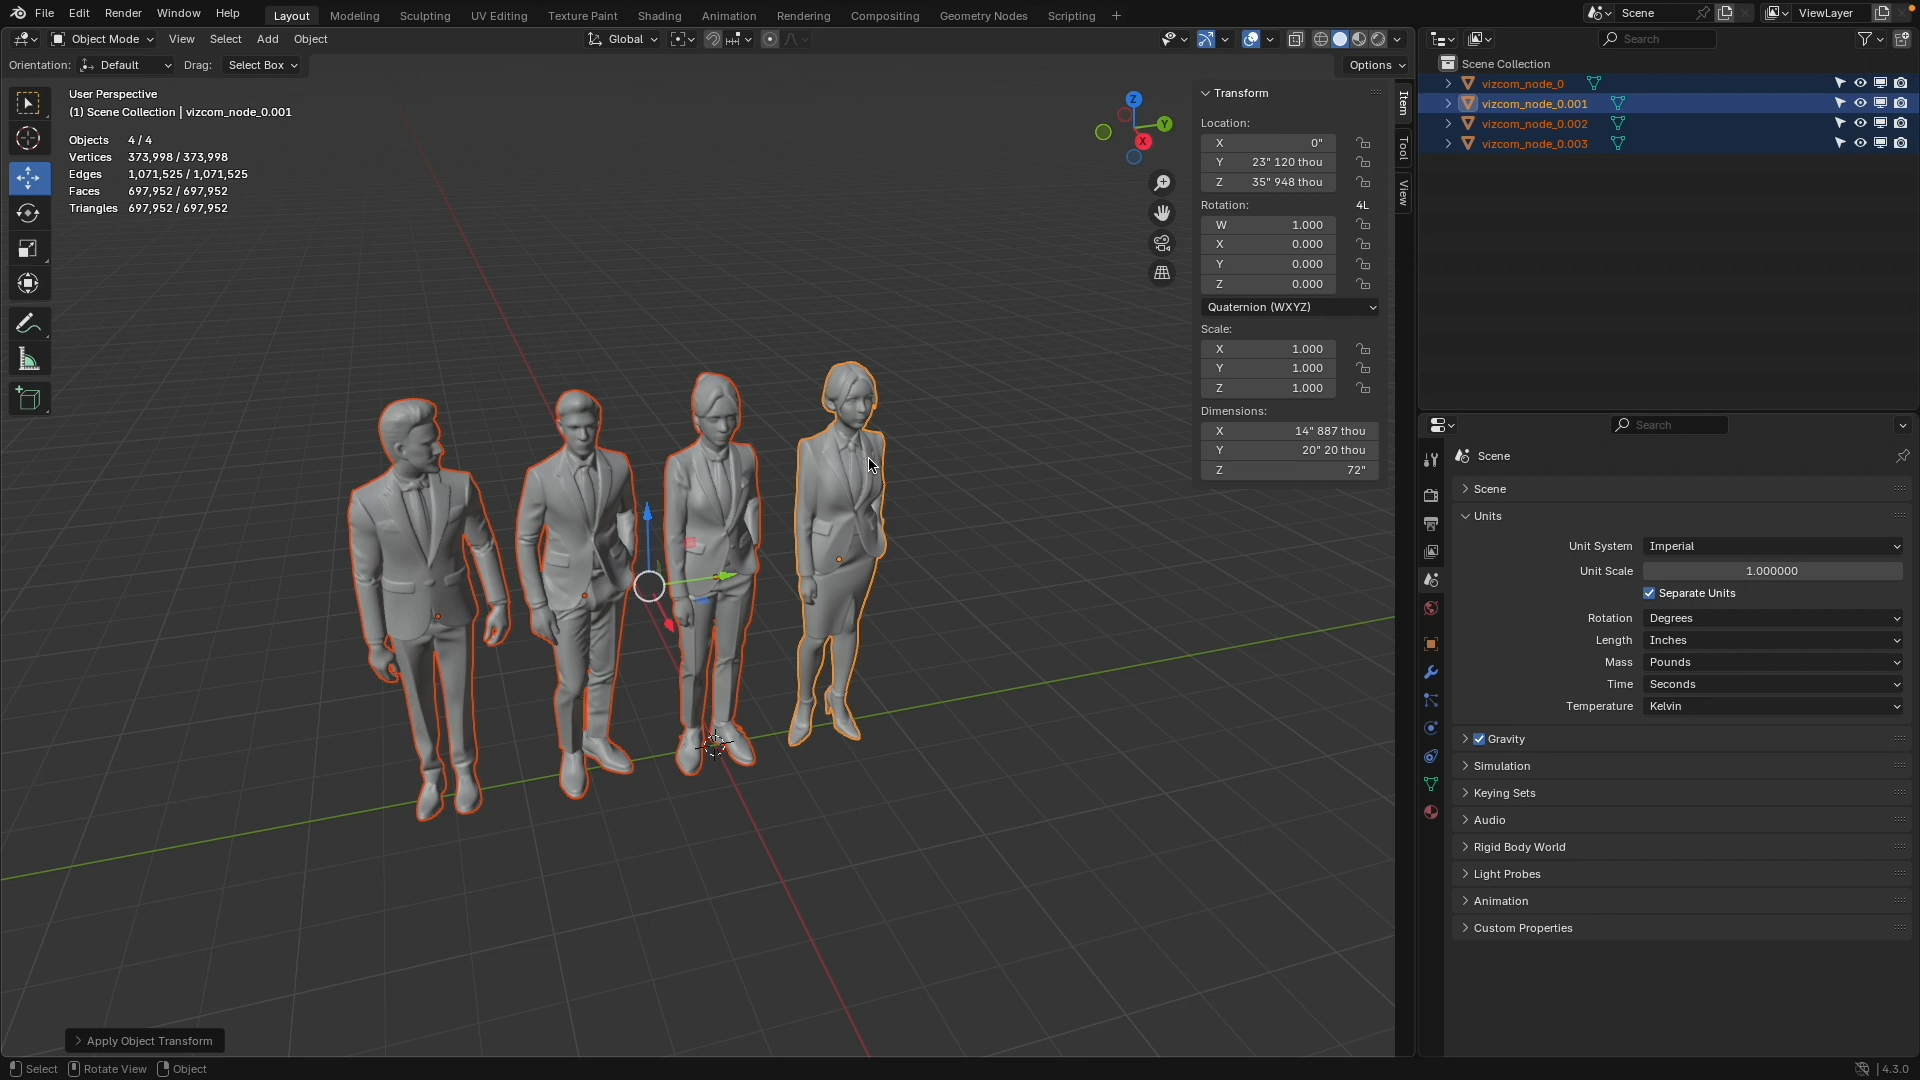 File Edit Render Window Help Layout Modeling Sculpting UV Editing Texture Paint Shading Animation Rendering Compositing Geometry Nodes Scripting + Scene ViewLayer
Object Mode View Select Add Object Global Search
Orientation: Default Drag: Select Box Options
User Perspective
(1) Scene Collection | vizcom_node_0.001
Objects 4 / 4
Vertices 373,998 / 373,998
Edges 1,071,525 / 1,071,525
Faces 697,952 / 697,952
Triangles 697,952 / 697,952
Z
Y
X
Transform
Location:
X 0"
Y 23" 120 thou
Z 35" 948 thou
Rotation: 4L
W 1.000
X 0.000
Y 0.000
Z 0.000
Quaternion (WXYZ)
Scale:
X 1.000
Y 1.000
Z 1.000
Dimensions:
X 14" 887 thou
Y 20" 20 thou
Z 72"
Item
Tool
View
Scene Collection
vizcom_node_0
vizcom_node_0.001
vizcom_node_0.002
vizcom_node_0.003
Search
Scene
Scene
Units
Unit System Imperial
Unit Scale 1.000000
Separate Units
Rotation Degrees
Length Inches
Mass Pounds
Time Seconds
Temperature Kelvin
Gravity
Simulation
Keying Sets
Audio
Rigid Body World
Light Probes
Animation
Custom Properties
Apply Object Transform
Select Rotate View Object 4.3.0